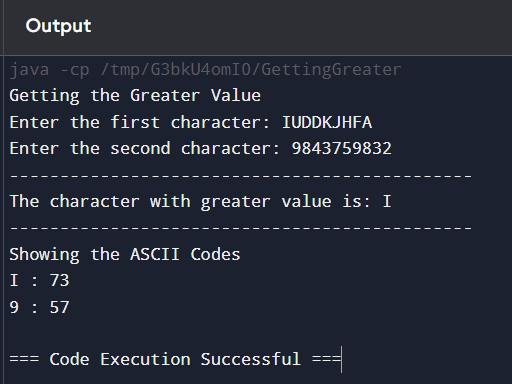 Output
java -cp /tmp/G3bkU4omI0/GettingGreater
Getting the Greater Value
Enter the first character: IUDDKJHFA
Enter the second character: 9843759832
----------------------------------------------
The character with greater value is: I
----------------------------------------------
Showing the ASCII Codes
I : 73
9 : 57
=== Code Execution Successful ===